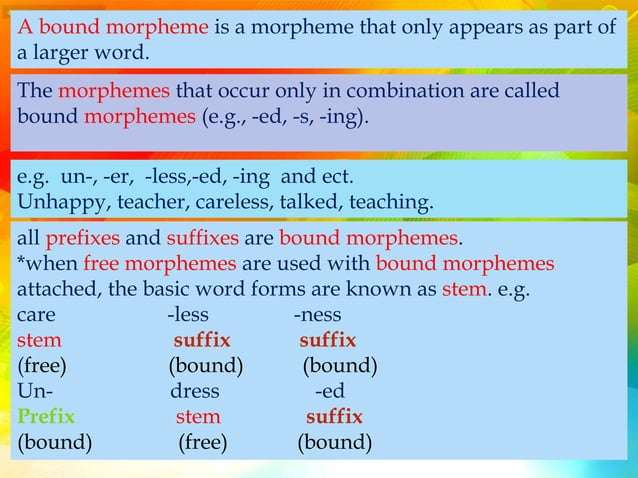 A bound morpheme is a morpheme that only appears as part of
a larger word.
The morphemes that occur only in combination are called
bound morphemes (e.g., -ed, -s, -ing).
e.g. un-, -er, -less,-ed, -ing and ect.
Unhappy, teacher, careless, talked, teaching.
all prefixes and suffixes are bound morphemes.
*when free morphemes are used with bound morphemes
attached, the basic word forms are known as stem. e.g.
care -less -ness
stem suffix suffix
(free) (bound) (bound)
Un- dress -ed
Prefix stem suffix
(bound) (free) (bound)